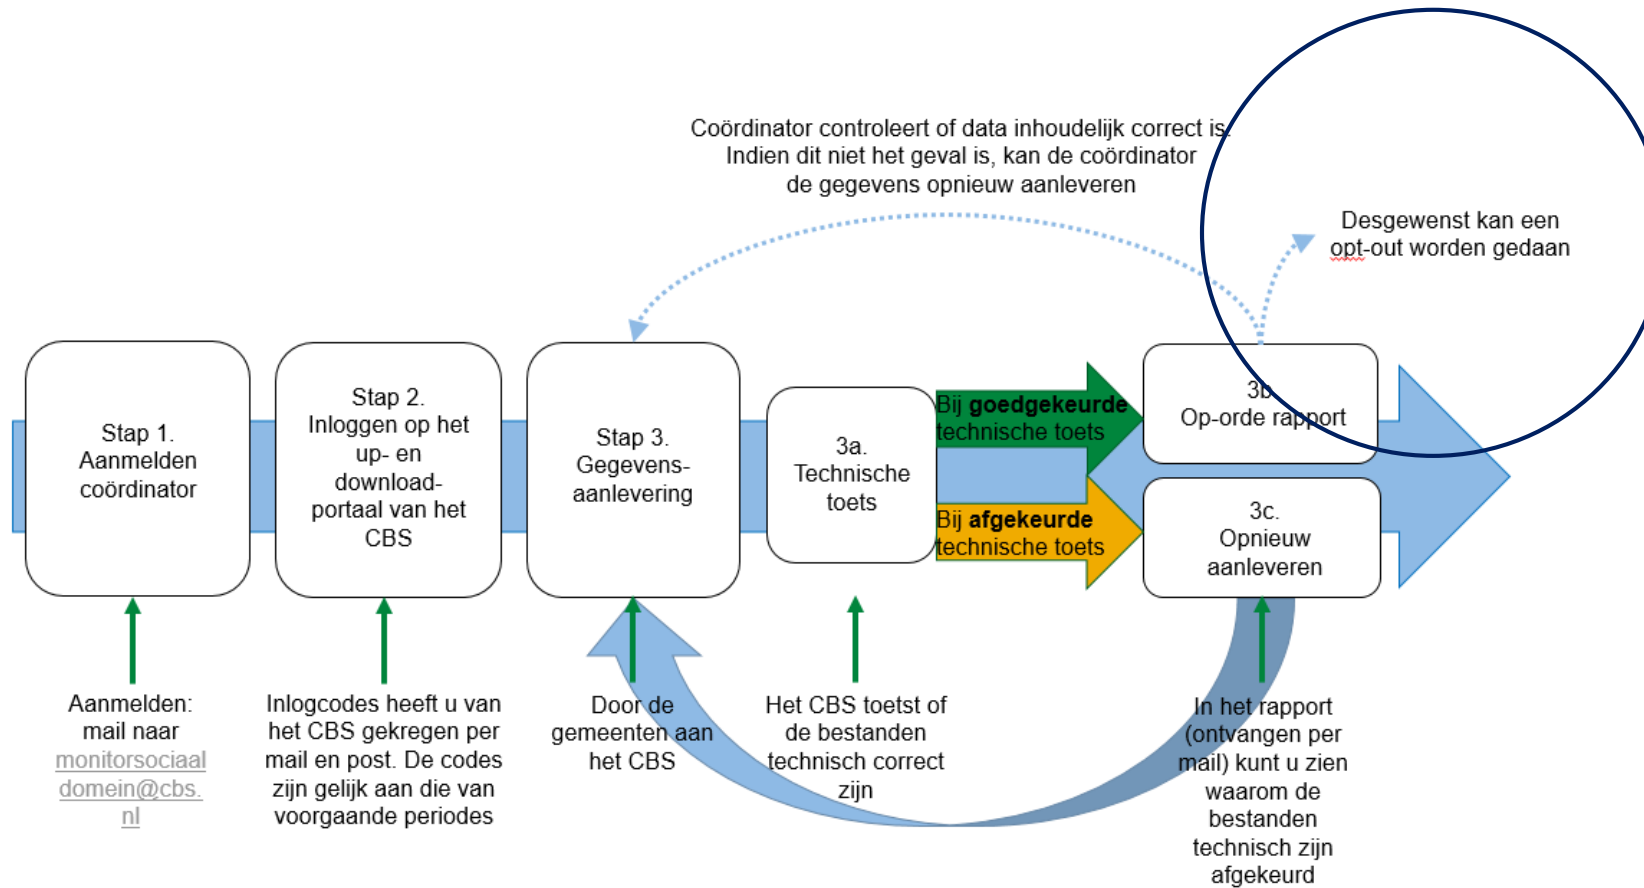 Coördinator controleert of data inhoudelijk correct is.
Indien dit niet het geval is, kan de coördinator
de gegevens opnieuw aanleveren
Desgewenst kan een
opt-out worden gedaan
Stap 1.
Aanmelden
coördinator
Stap 2.
Inloggen op het
up- en
download-
portaal van het
CBS
Stap 3.
Gegevens-
aanlevering
3a.
Technische
toets
Bij goedgekeurde
technische toets
Bij afgekeurde
technische toets
3b
Op-orde rapport
3c.
Opnieuw
aanleveren
Aanmelden:
mail naar
monitorsociaal
domein@cbs.
nl
Inlogcodes heeft u van
het CBS gekregen per
mail en post. De codes
zijn gelijk aan die van
voorgaande periodes
Door de
gemeenten aan
het CBS
Het CBS toetst of
de bestanden
technisch correct
zijn
In het rapport
(ontvangen per
mail) kunt u zien
waarom de
bestanden
technisch zijn
afgekeurd